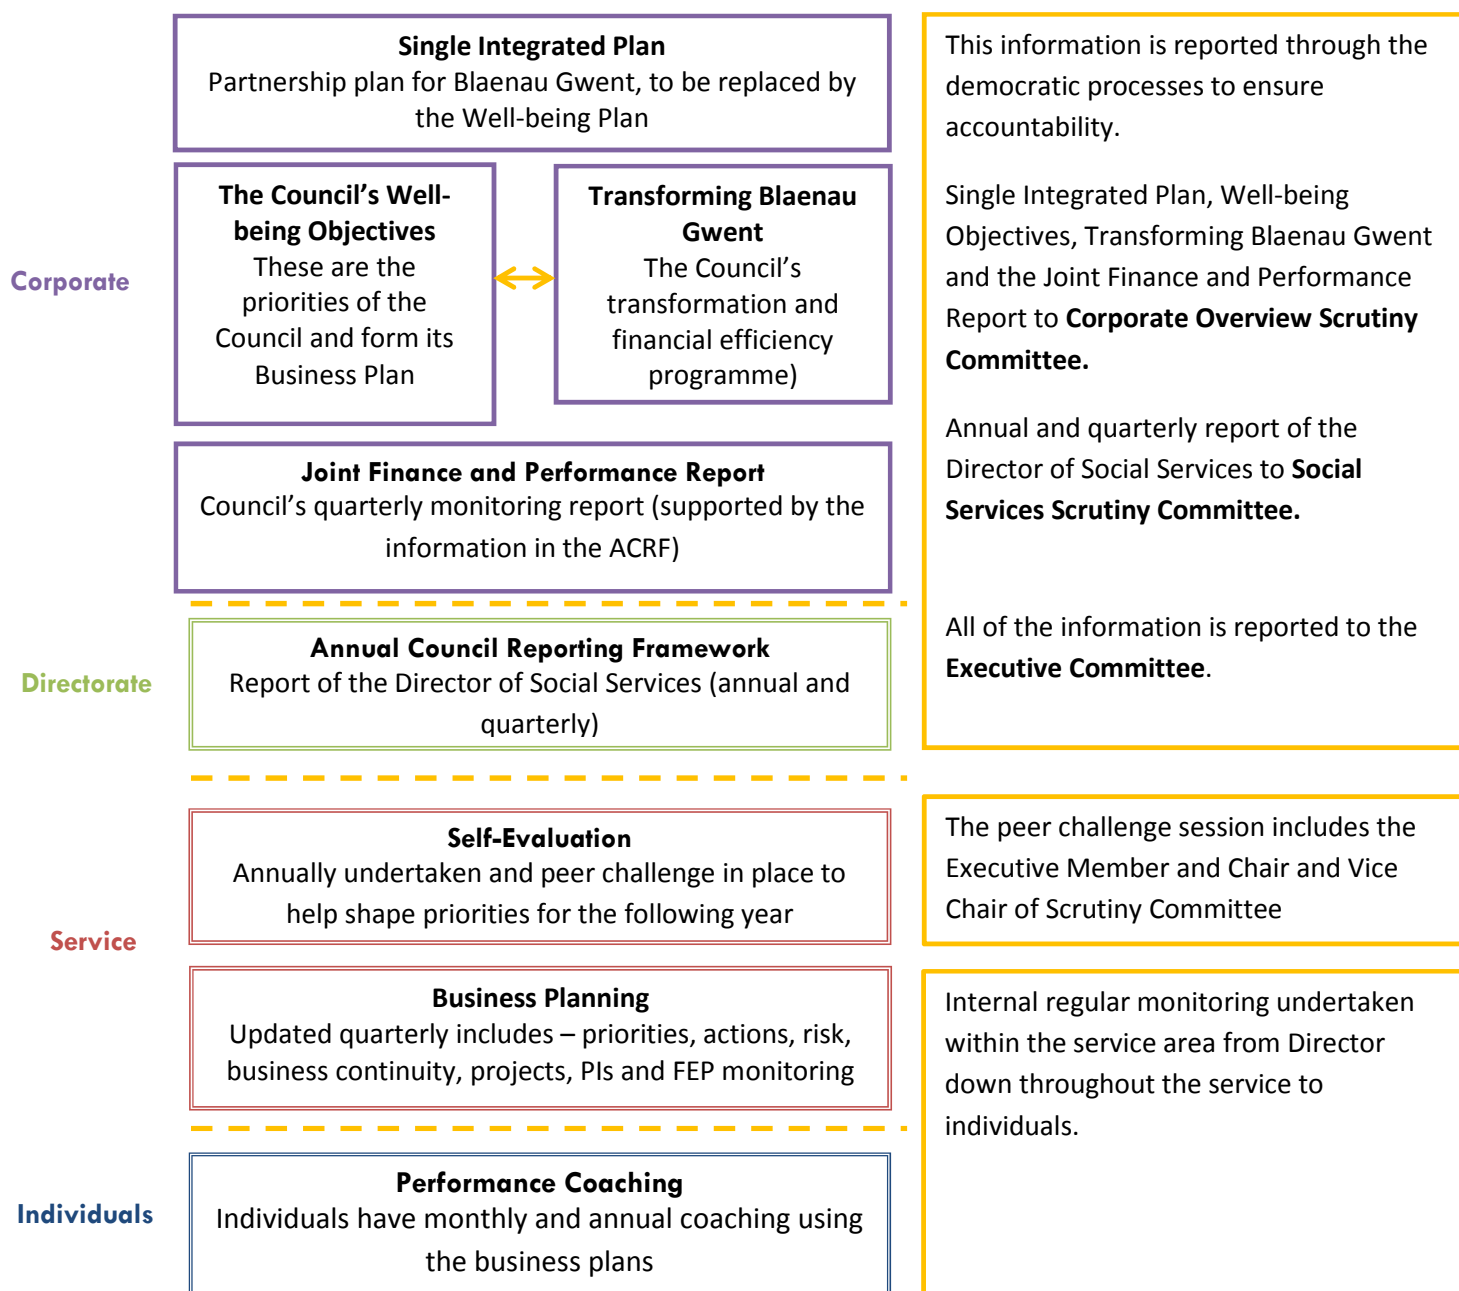 Single Integrated Plan
Partnership plan for Blaenau Gwent, to be replaced by
the Well-being Plan
Corporate
The Council’s Well-
being Objectives
These are the
priorities of the
Council and form its
Business Plan
Transforming Blaenau
Gwent
The Council’s
transformation and
financial efficiency
programme)
Joint Finance and Performance Report
Council’s quarterly monitoring report (supported by the
information in the ACRF)
Directorate
Annual Council Reporting Framework
Report of the Director of Social Services (annual and
quarterly)
Service
Self-Evaluation
Annually undertaken and peer challenge in place to
help shape priorities for the following year
Business Planning
Updated quarterly includes – priorities, actions, risk,
business continuity, projects, PIs and FEP monitoring
Individuals
Performance Coaching
Individuals have monthly and annual coaching using
the business plans
This information is reported through the
democratic processes to ensure
accountability.
Single Integrated Plan, Well-being
Objectives, Transforming Blaenau Gwent
and the Joint Finance and Performance
Report to Corporate Overview Scrutiny
Committee.
Annual and quarterly report of the
Director of Social Services to Social
Services Scrutiny Committee.
All of the information is reported to the
Executive Committee.
The peer challenge session includes the
Executive Member and Chair and Vice
Chair of Scrutiny Committee
Internal regular monitoring undertaken
within the service area from Director
down throughout the service to
individuals.